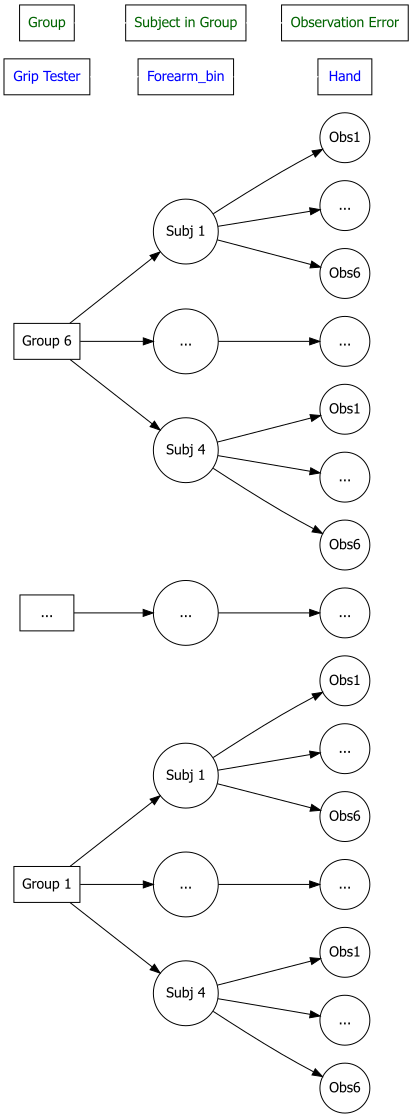 Group
Subject in Group
Observation Error
Grip Tester
Forearm_bin
Hand
Obs1
Subj 1
...
Obs6
Group 6
...
...
Obs1
Subj 4
...
Obs6
...
...
...
Obs1
Subj 1
...
Obs6
Group 1
...
...
Obs1
Subj 4
...
Obs6